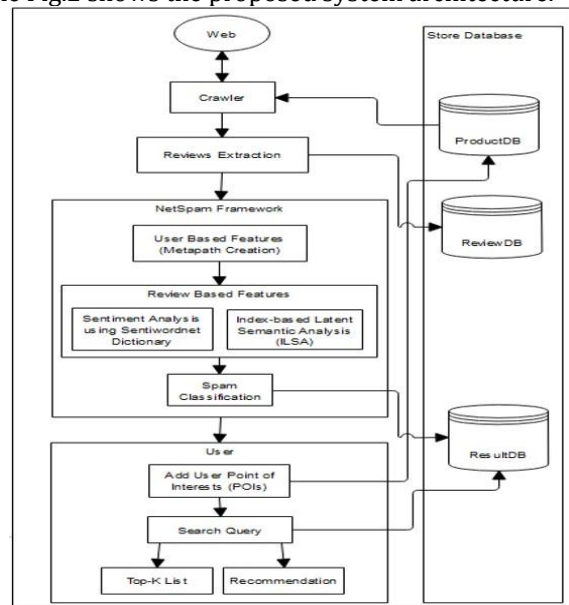 he Fig.2 shows the proposed system architecture.
Web
Store Database
Crawler
ProductDB
Reviews Extraction
NetSpam Framework
ReviewDB
User Based Features
(Metapath Creation)
Review Based Features
Sentiment Analysis
using Sentiwordnet
Dictionary
Index-based Latent
Semantic Analysis
(ILSA)
Spam
Classification
ResultDB
User
Add User Point of
Interests (POIs)
Search Query
Top-K List
Recommendation